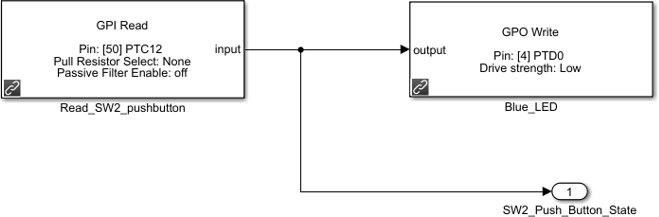 GPI Read
Pin: [50] PTC12
Pull Resistor Select: None
Passive Filter Enable: off
input
Read_SW2_pushbutton
GPO Write
output
Pin: [4] PTD0
Drive strength: Low
Blue_LED
1
SW2_Push_Button_State